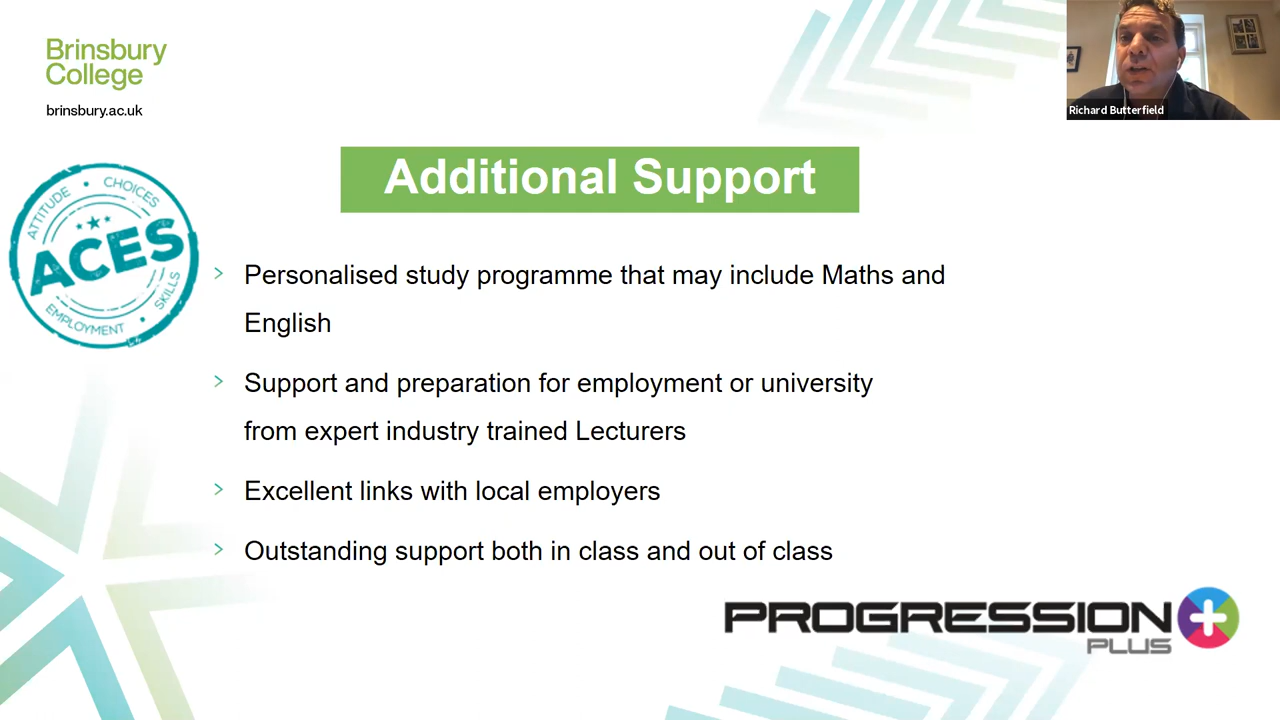 Brinsbury
College
brinsbury.ac.uk
Richard Butterfield
Additional Support
ATTITUDE • CHOICES
ACES
EMPLOYMENT • SKILLS
> Personalised study programme that may include Maths and
English
> Support and preparation for employment or university
from expert industry trained Lecturers
> Excellent links with local employers
> Outstanding support both in class and out of class
PROGRESSION
PLUS